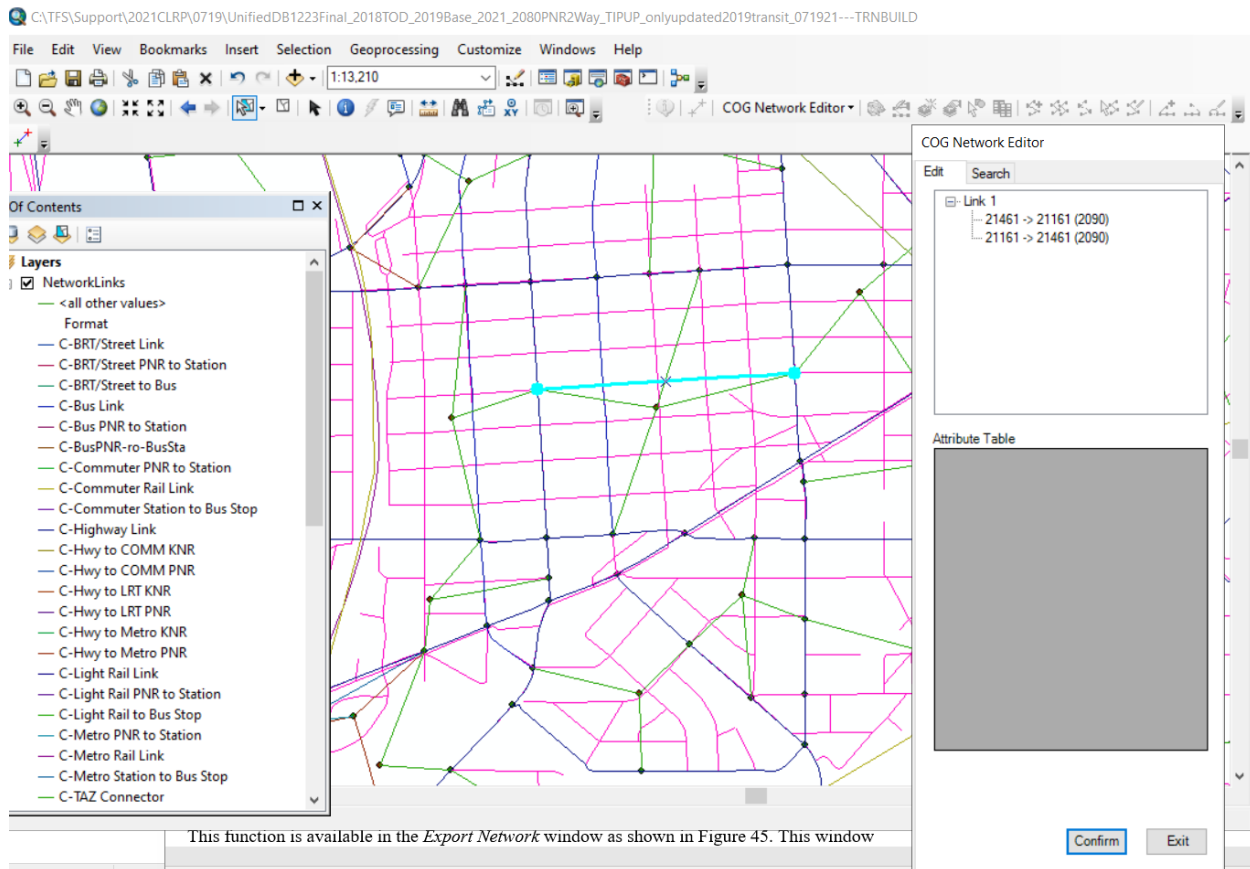 C:\TFS\Support\2021CLRP\0719\UnifiedDB1223Final_2018TOD_2019Base_2021_2080PNR2Way_TIPUP_onlyupdated2019transit_071921---TRNBUILD
File Edit View Bookmarks Insert Selection Geoprocessing Customize Windows Help
1:13,210
COG Network Editor
COG Network Editor
Edit Search
Link 1
21461 -> 21161 (2090)
21161 -> 21461 (2090)
Attribute Table
Confirm Exit
Of Contents
Layers
NetworkLinks
<all other values>
Format
C-BRT/Street Link
C-BRT/Street PNR to Station
C-BRT/Street to Bus
C-Bus Link
C-Bus PNR to Station
C-BusPNR-ro-BusSta
C-Commuter PNR to Station
C-Commuter Rail Link
C-Commuter Station to Bus Stop
C-Highway Link
C-Hwy to COMM KNR
C-Hwy to COMM PNR
C-Hwy to LRT KNR
C-Hwy to LRT PNR
C-Hwy to Metro KNR
C-Hwy to Metro PNR
C-Light Rail Link
C-Light Rail PNR to Station
C-Light Rail to Bus Stop
C-Metro PNR to Station
C-Metro Rail Link
C-Metro Station to Bus Stop
C-TAZ Connector
This function is available in the Export Network window as shown in Figure 45. This window